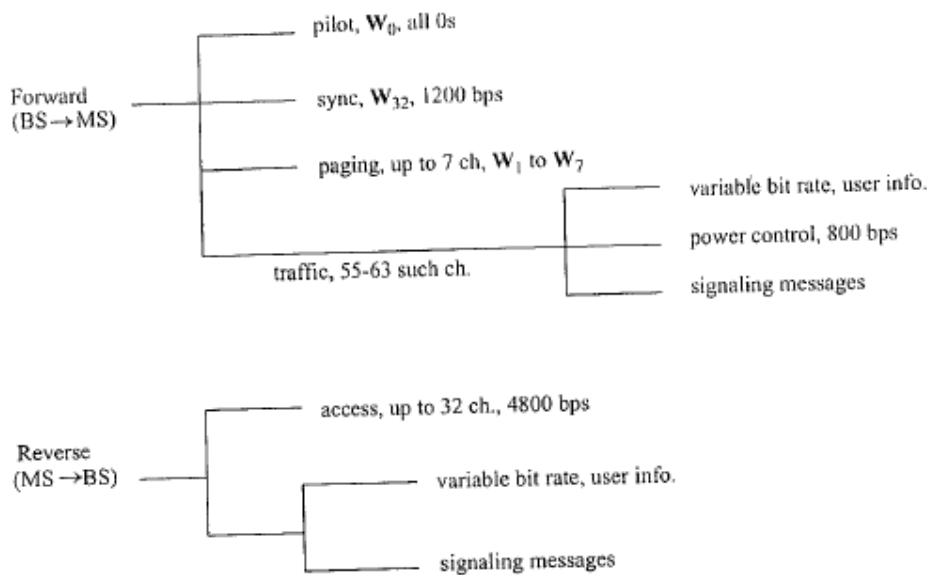 pilot, W₀, all 0s
Forward
(BS→MS)
sync, W₃₂, 1200 bps
paging, up to 7 ch, W₁ to W₇
variable bit rate, user info.
power control, 800 bps
traffic, 55-63 such ch.
signaling messages
access, up to 32 ch., 4800 bps
Reverse
(MS→BS)
variable bit rate, user info.
signaling messages